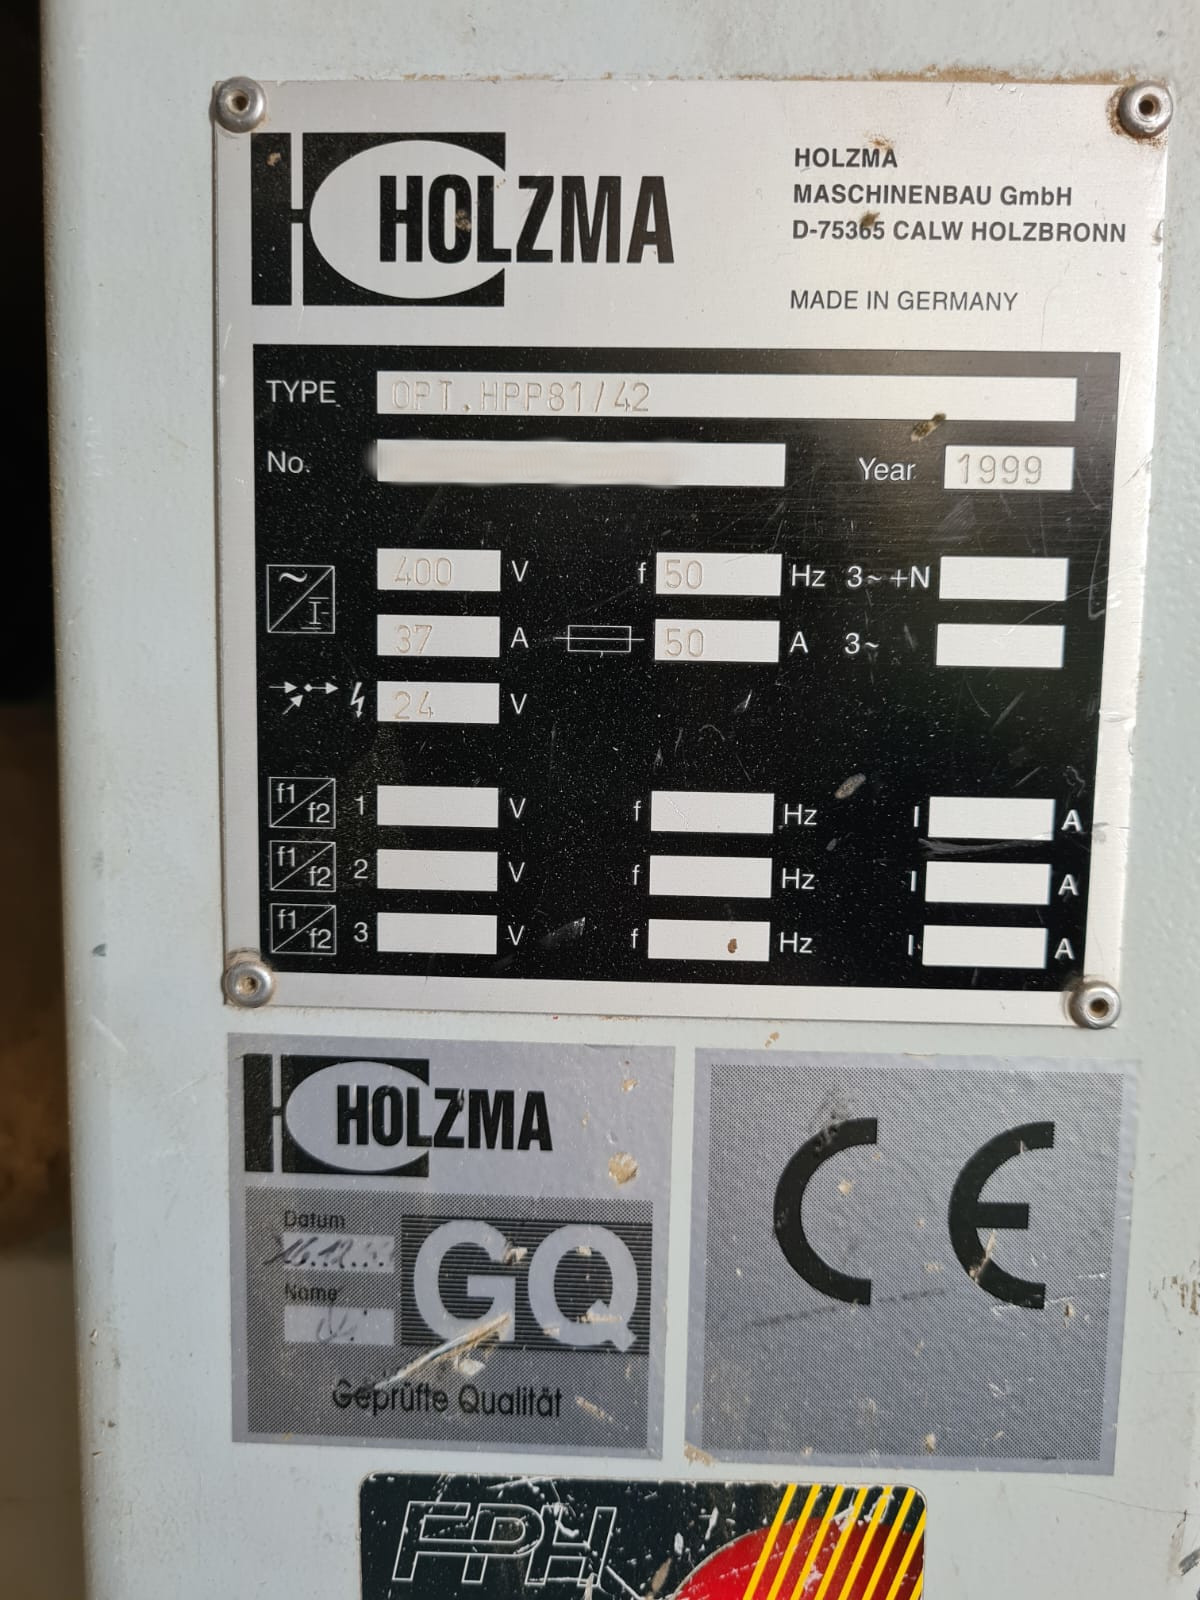 HOLZMA
HOLZMA
MASCHINENBAU GmbH
D-75365 CALW HOLZBRONN
MADE IN GERMANY
TYPE OPT.HPP81/42
No. Year 1999
400 V f 50 Hz 3~ +N
37 A 50 A 3~
24 V
f1/f2 1 V f Hz I A
f1/f2 2 V f Hz I A
f1/f2 3 V f Hz I A
HOLZMA
Datum
16.12.
Name
GQ
Geprüfte Qualität
CE
FPH